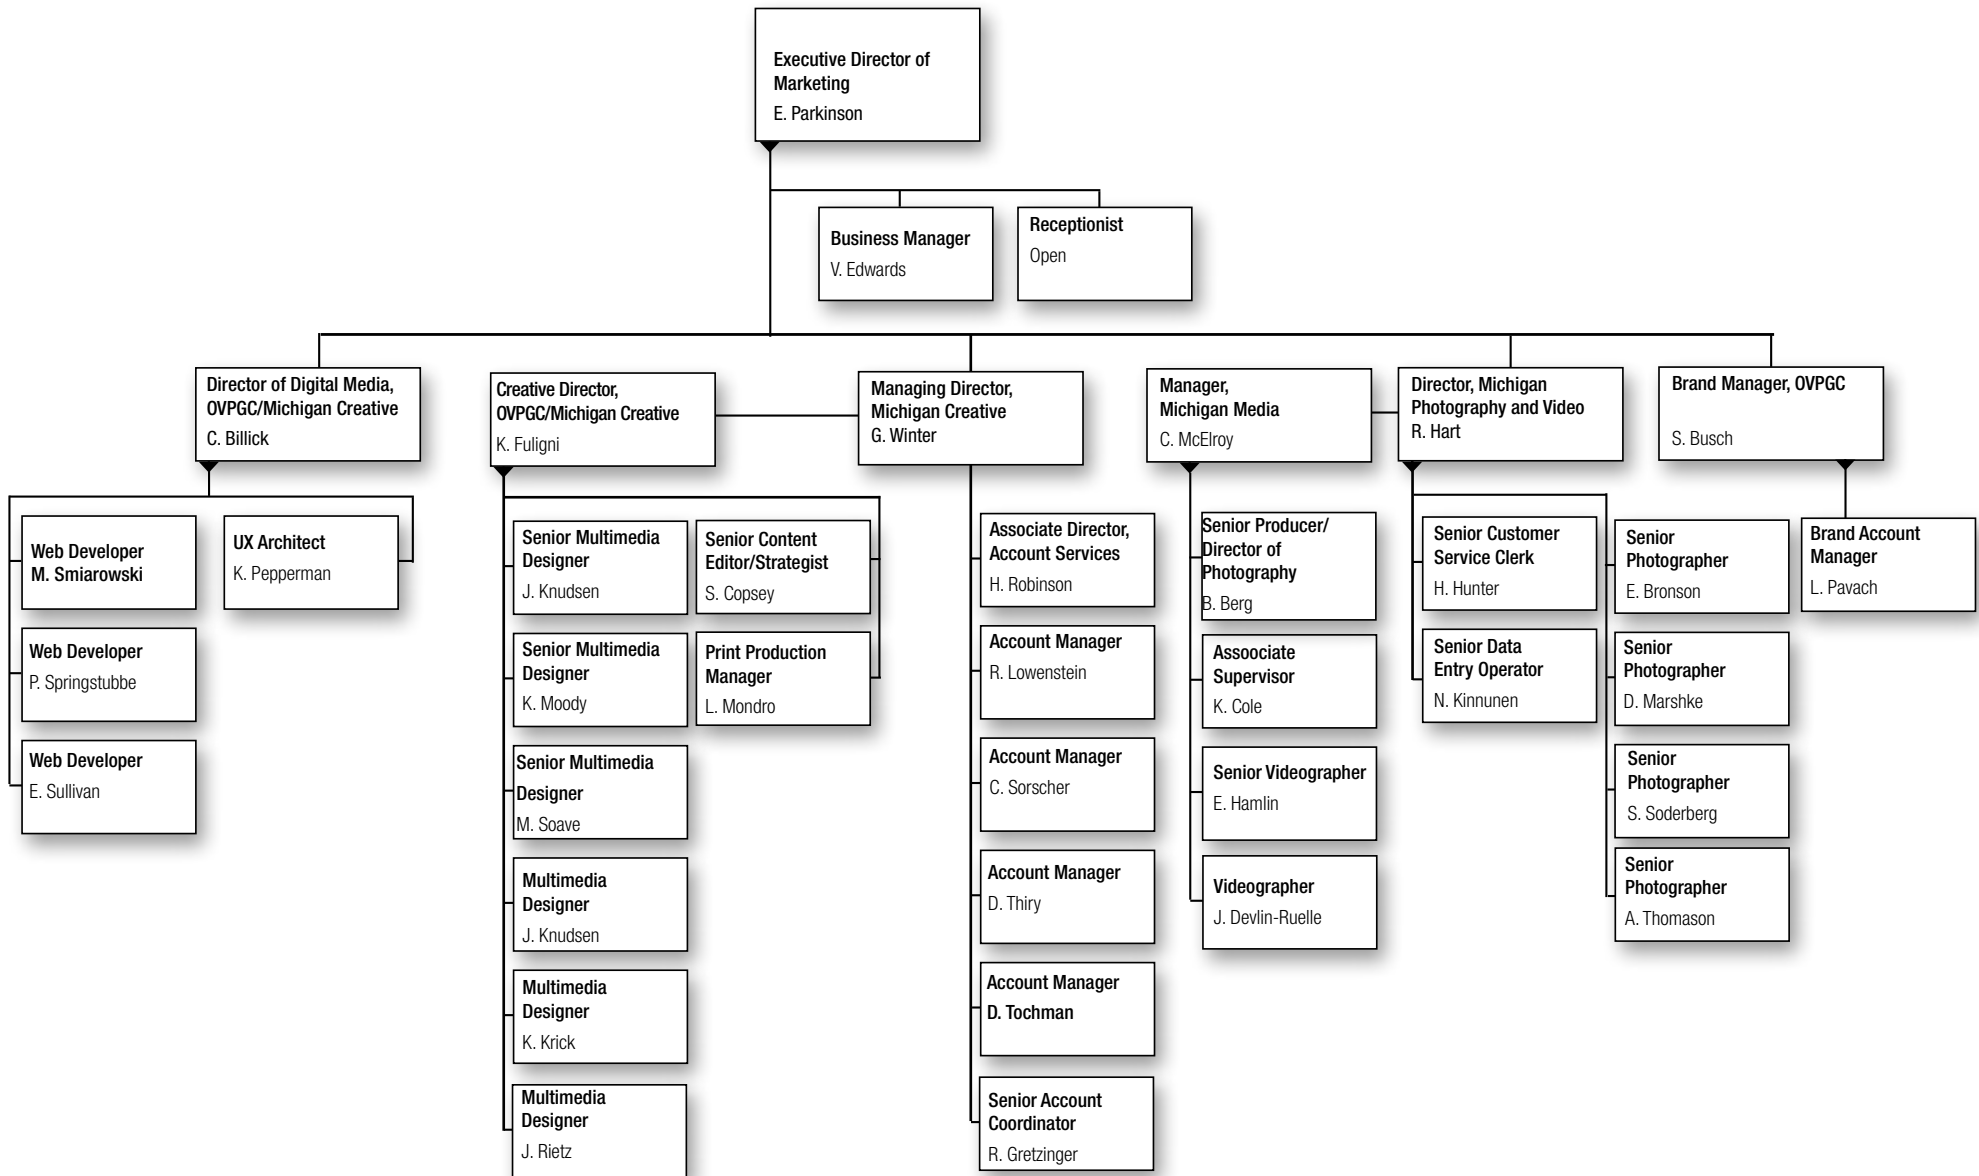 Executive Director of
Marketing
E. Parkinson
Business Manager
V. Edwards
Receptionist
Open
Director of Digital Media,
OVPGC/Michigan Creative
C. Billick
Creative Director,
OVPGC/Michigan Creative
K. Fuligni
Managing Director,
Michigan Creative
G. Winter
Manager,
Michigan Media
C. McElroy
Director, Michigan
Photography and Video
R. Hart
Brand Manager, OVPGC
S. Busch
Web Developer
M. Smiarowski
UX Architect
K. Pepperman
Web Developer
P. Springstubbe
Web Developer
E. Sullivan
Senior Multimedia
Designer
J. Knudsen
Senior Content
Editor/Strategist
S. Copsey
Senior Multimedia
Designer
K. Moody
Print Production
Manager
L. Mondro
Senior Multimedia
Designer
M. Soave
Multimedia
Designer
J. Knudsen
Multimedia
Designer
K. Krick
Multimedia
Designer
J. Rietz
Associate Director,
Account Services
H. Robinson
Account Manager
R. Lowenstein
Account Manager
C. Sorscher
Account Manager
D. Thiry
Account Manager
D. Tochman
Senior Account
Coordinator
R. Gretzinger
Senior Producer/
Director of
Photography
B. Berg
Assoociate
Supervisor
K. Cole
Senior Videographer
E. Hamlin
Videographer
J. Devlin-Ruelle
Senior Customer
Service Clerk
H. Hunter
Senior Data
Entry Operator
N. Kinnunen
Senior
Photographer
E. Bronson
Senior
Photographer
D. Marshke
Senior
Photographer
S. Soderberg
Senior
Photographer
A. Thomason
Brand Account
Manager
L. Pavach